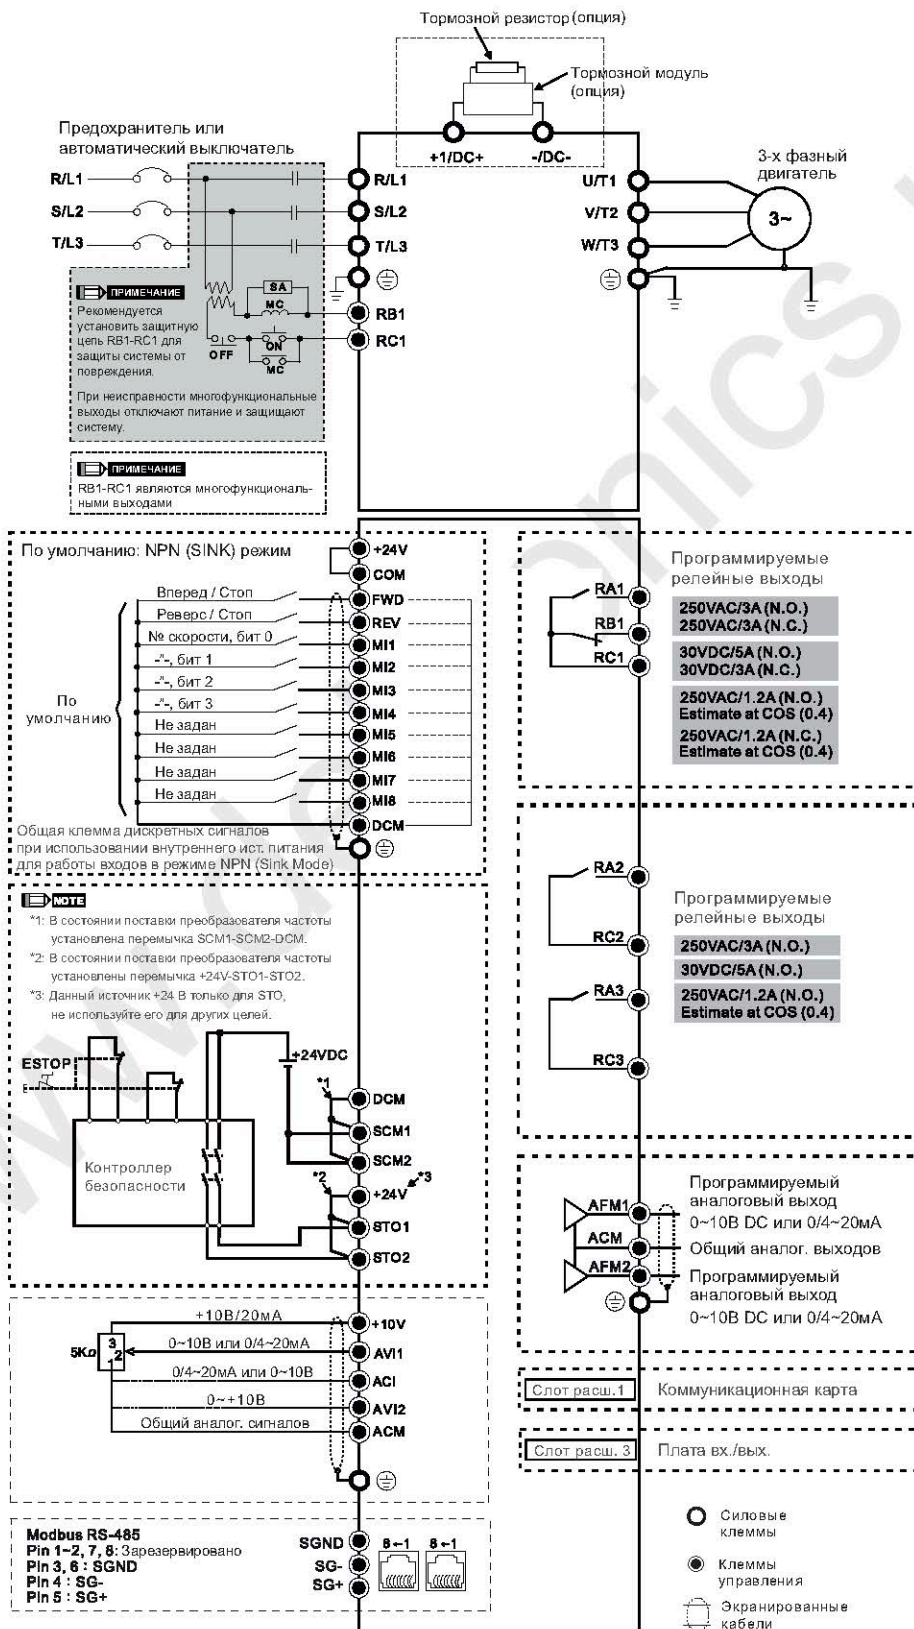 Тормозной резистор (опция)
Тормозной модуль
(опция)
Предохранитель или
автоматический выключатель
+1/DC+
-/DC-
3-х фазный
двигатель
R/L1
R/L1
U/T1
S/L2
S/L2
V/T2
3~
T/L3
T/L3
W/T3
ПРИМЕЧАНИЕ
Рекомендуется
установить защитную
цепь RB1-RC1 для
защиты системы от
повреждения.
SA
MC
RB1
OFF
ON
RC1
MC
При неисправности многофункциональные
выходы отключают питание и защищают
систему.
ПРИМЕЧАНИЕ
RB1-RC1 являются многофункциональ-
ными выходами
По умолчанию: NPN (SINK) режим
+24V
COM
Вперед / Стоп
FWD
Реверс / Стоп
REV
№ скорости, бит 0
MI1
-"-, бит 1
MI2
-"-, бит 2
MI3
-"-, бит 3
MI4
Не задан
MI5
Не задан
MI6
Не задан
MI7
Не задан
MI8
DCM
По
умолчанию
Общая клемма дискретных сигналов
при использовании внутреннего ист. питания
для работы входов в режиме NPN (Sink Mode)
Программируемые
релейные выходы
RA1
RB1
RC1
250VAC/3A (N.O.)
250VAC/3A (N.C.)
30VDC/5A (N.O.)
30VDC/3A (N.C.)
250VAC/1.2A (N.O.)
Estimate at COS (0.4)
250VAC/1.2A (N.C.)
Estimate at COS (0.4)
NOTE
*1: В состоянии поставки преобразователя частоты
установлена перемычка SCM1-SCM2-DCM.
*2: В состоянии поставки преобразователя частоты
установлены перемычка +24V-STO1-STO2.
*3: Данный источник +24 В только для STO,
не используйте его для других целей.
ESTOP
+24VDC
*1
DCM
SCM1
SCM2
*2
+24V
*3
STO1
STO2
Контроллер
безопасности
RA2
RC2
RA3
RC3
Программируемые
релейные выходы
250VAC/3A (N.O.)
30VDC/5A (N.O.)
250VAC/1.2A (N.O.)
Estimate at COS (0.4)
AFM1
ACM
AFM2
Программируемый
аналоговый выход
0~10В DC или 0/4~20мА
Общий аналог. выходов
Программируемый
аналоговый выход
0~10В DC или 0/4~20мА
+10В/20мА
+10V
5KΩ
3
2
1
0~10В или 0/4~20мА
AVI1
0/4~20мА или 0~10В
ACI
0~+10В
AVI2
Общий аналог. сигналов
ACM
Слот расш.1
Коммуникационная карта
Слот расш. 3
Плата вх./вых.
Modbus RS-485
Pin 1~2, 7, 8: Зарезервировано
Pin 3, 6 : SGND
Pin 4 : SG-
Pin 5 : SG+
SGND
SG-
SG+
8←1
8←1
Силовые
клеммы
Клеммы
управления
Экранированные
кабели